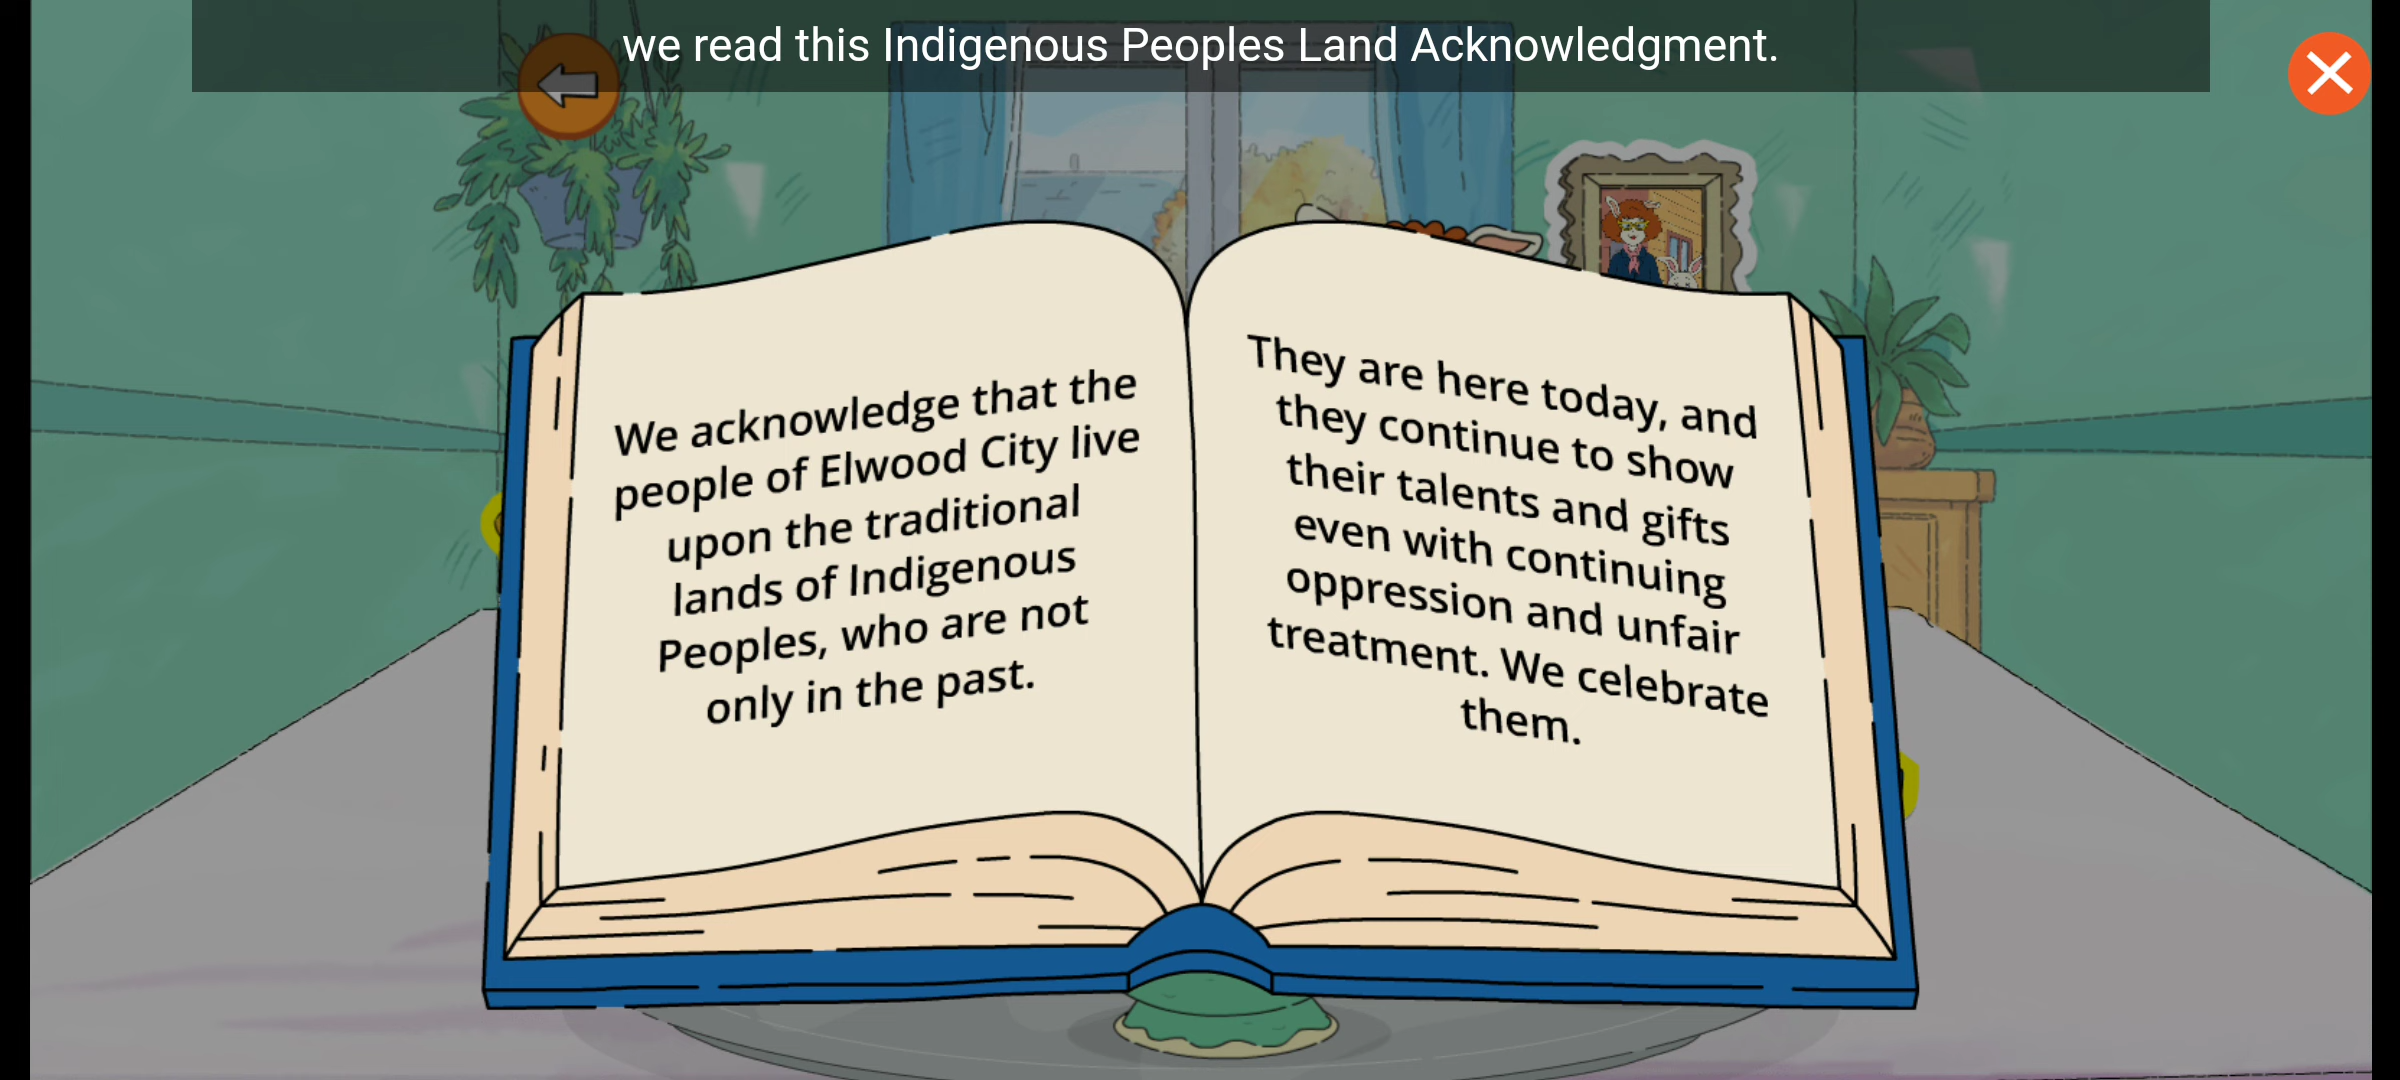 we read this Indigenous Peoples Land Acknowledgment.
We acknowledge that the
people of Elwood City live
upon the traditional
lands of Indigenous
Peoples, who are not
only in the past.
They are here today, and
they continue to show
their talents and gifts
even with continuing
oppression and unfair
treatment. We celebrate
them.